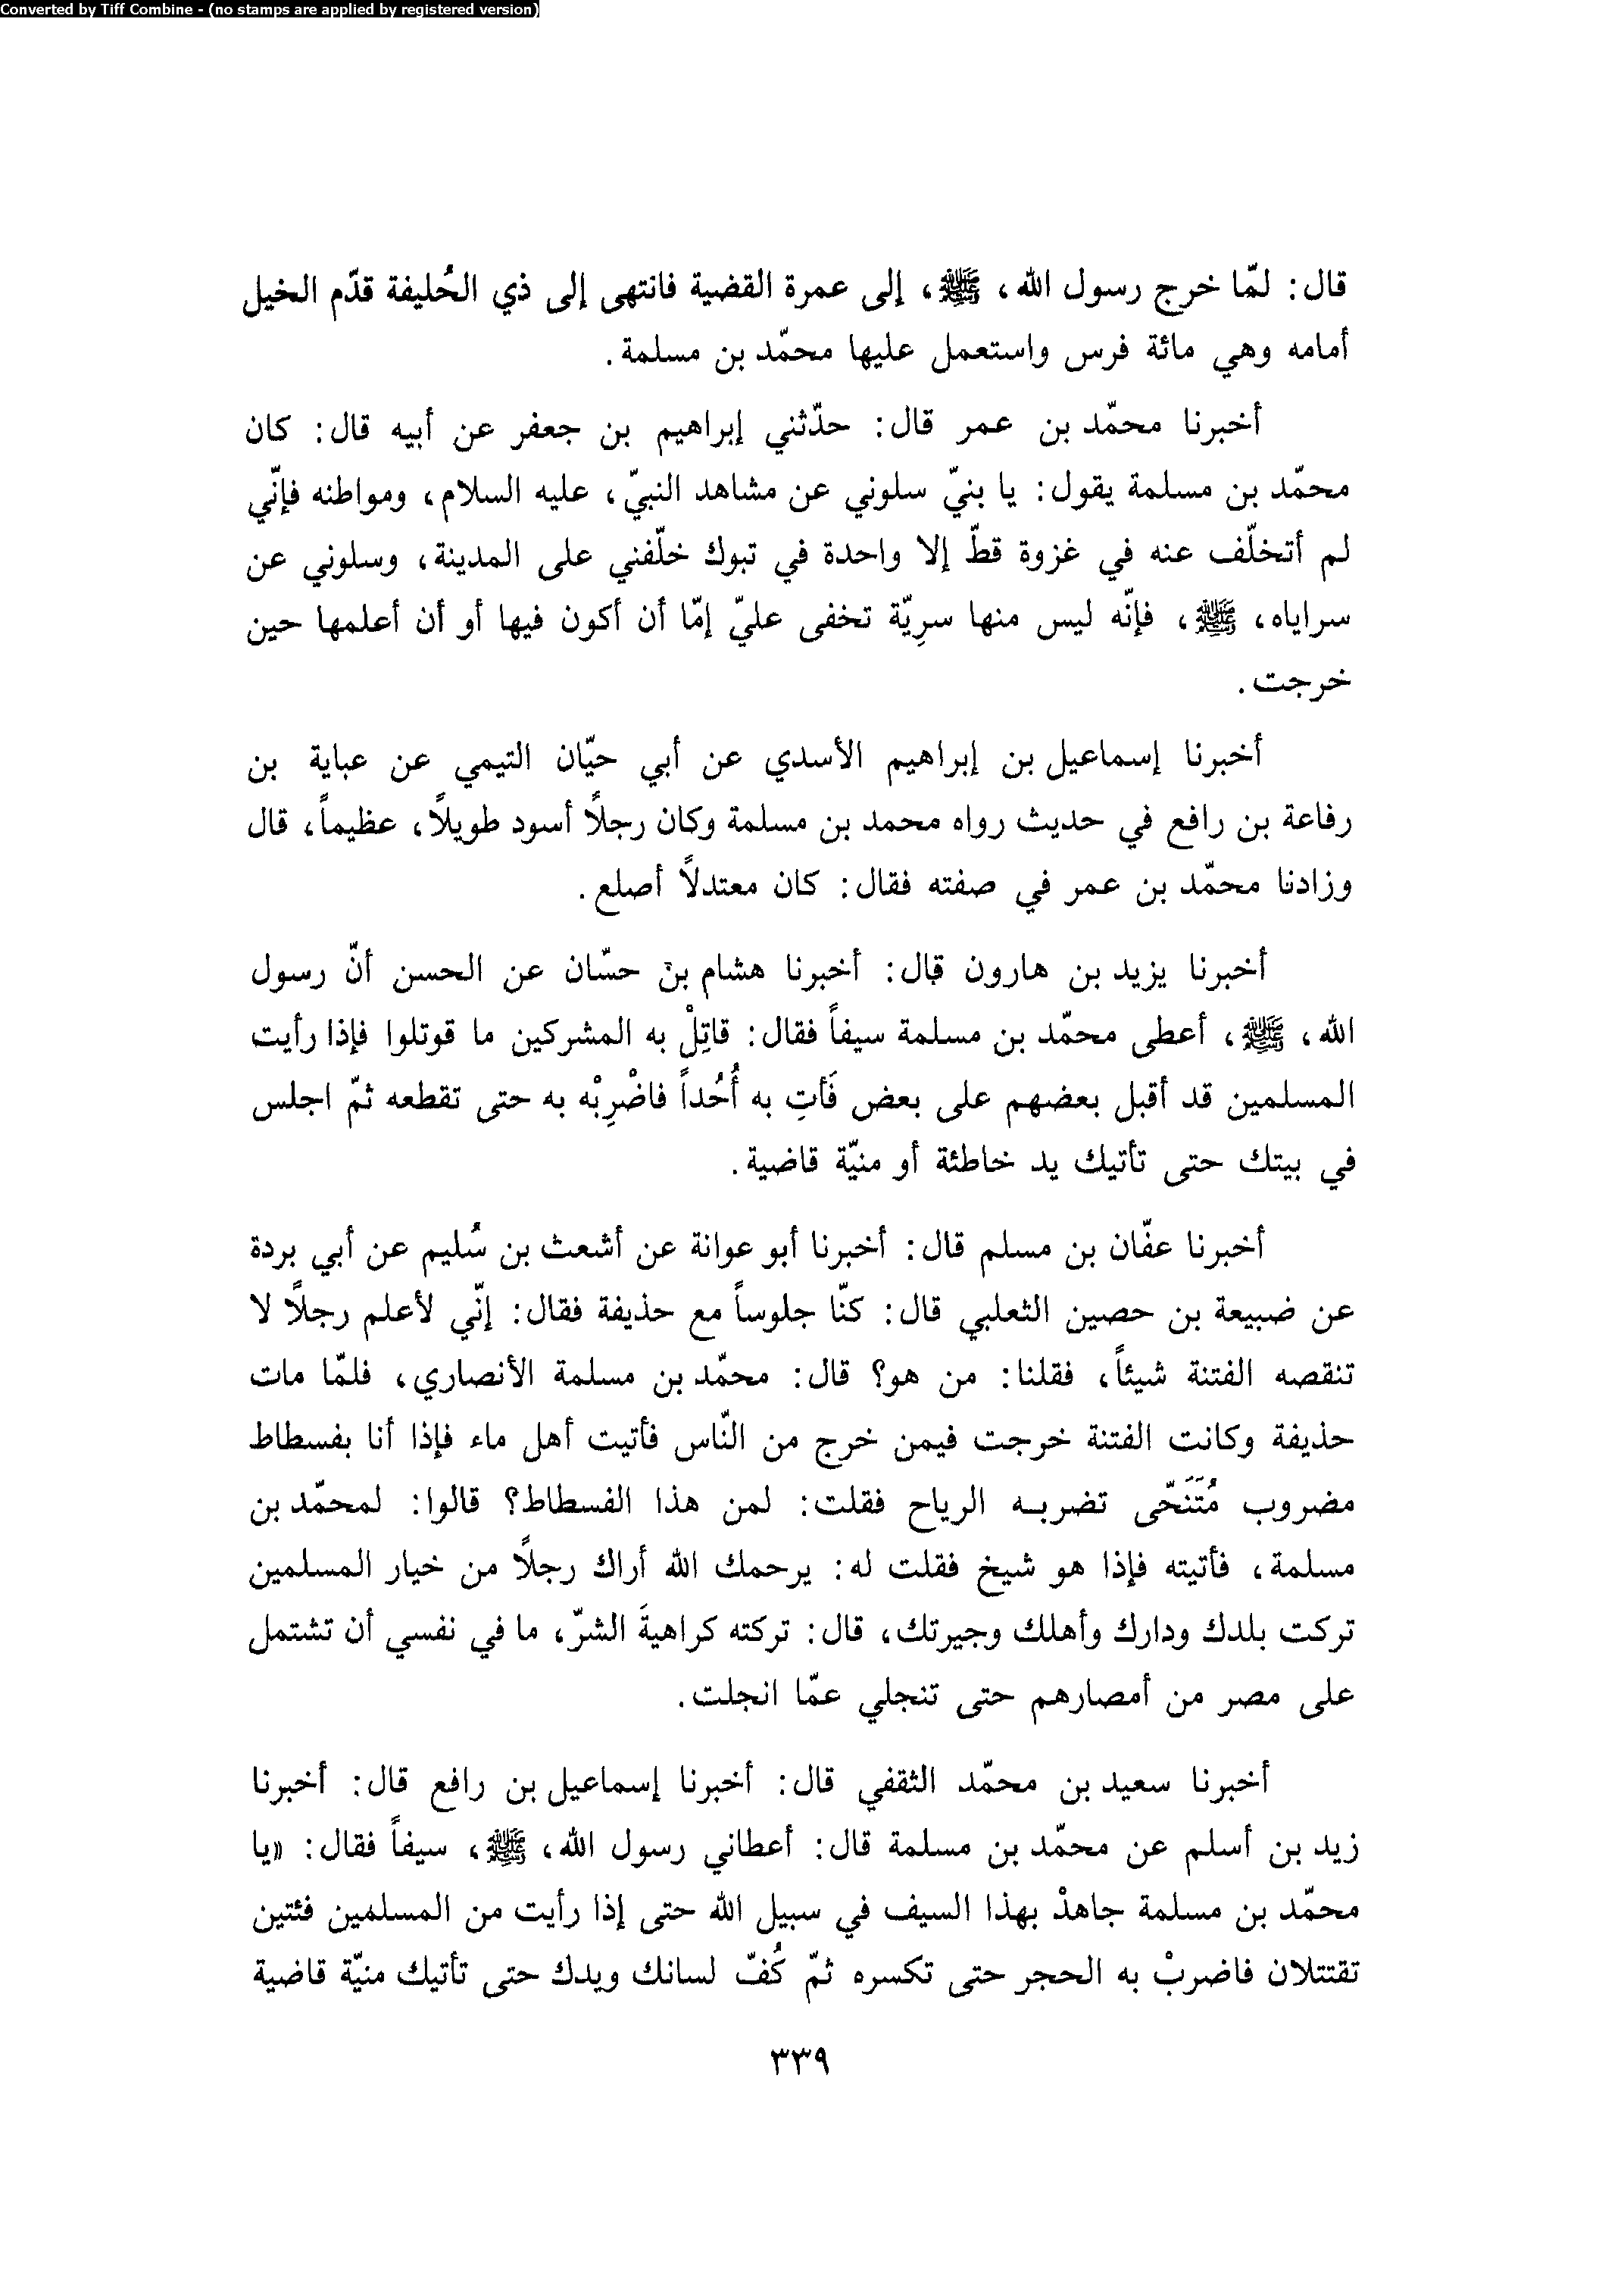 Converted by Tiff Combine - (no stamps are applied by registered version)
قال: لمّا خرج رسول الله، ﷺ، إلى عمرة القضية فانتهى إلى ذي الحُليفة قدّم الخيل
أمامه وهي مائة فرس واستعمل عليها محمّد بن مسلمة.
أخبرنا محمّد بن عمر قال: حدّثني إبراهيم بن جعفر عن أبيه قال: كان
محمّد بن مسلمة يقول: يا بنيّ سلوني عن مشاهد النبيّ، عليه السلام، ومواطنه فإنّي
لم أتخلّف عنه في غزوة قطّ إلا واحدة في تبوك خلّفني على المدينة، وسلوني عن
سراياه، ﷺ، فإنّه ليس منها سرِيّة تخفى عليّ إمّا أن أكون فيها أو أن أعلمها حين
خرجت.
أخبرنا إسماعيل بن إبراهيم الأسدي عن أبي حيّان التيمي عن عباية بن
رفاعة بن رافع في حديث رواه محمد بن مسلمة وكان رجلاً أسود طويلاً، عظيماً، قال
وزادنا محمّد بن عمر في صفته فقال: كان معتدلاً أصلع.
أخبرنا يزيد بن هارون قال: أخبرنا هشام بن حسّان عن الحسن أنّ رسول
الله، ﷺ، أعطى محمّد بن مسلمة سيفاً فقال: قاتِلْ به المشركين ما قوتلوا فإذا رأيت
المسلمين قد أقبل بعضهم على بعض فَأتِ به أُحُداً فاضْرِبْه به حتى تقطعه ثمّ اجلس
في بيتك حتى تأتيك يد خاطئة أو منيّة قاضية.
أخبرنا عفّان بن مسلم قال: أخبرنا أبو عوانة عن أشعث بن سُليم عن أبي بردة
عن ضبيعة بن حصين الثعلبي قال: كنّا جلوساً مع حذيفة فقال: إنّي لأعلم رجلاً لا
تنقصه الفتنة شيئاً، فقلنا: من هو؟ قال: محمّد بن مسلمة الأنصاري، فلمّا مات
حذيفة وكانت الفتنة خرجت فيمن خرج من النّاس فأتيت أهل ماء فإذا أنا بفسطاط
مضروب مُتَنَحّى تضربه الرياح فقلت: لمن هذا الفسطاط؟ قالوا: لمحمّد بن
مسلمة، فأتيته فإذا هو شيخ فقلت له: يرحمك الله أراك رجلاً من خيار المسلمين
تركت بلدك ودارك وأهلك وجيرتك، قال: تركته كراهيةَ الشرّ، ما في نفسي أن تشتمل
على مصر من أمصارهم حتى تنجلي عمّا انجلت.
أخبرنا سعيد بن محمّد الثقفي قال: أخبرنا إسماعيل بن رافع قال: أخبرنا
زيد بن أسلم عن محمّد بن مسلمة قال: أعطاني رسول الله، ﷺ، سيفاً فقال: «يا
محمّد بن مسلمة جاهدْ بهذا السيف في سبيل الله حتى إذا رأيت من المسلمين فئتين
تقتتلان فاضربْ به الحجر حتى تكسره ثمّ كُفّ لسانك ويدك حتى تأتيك منيّة قاضية
٣٣٩